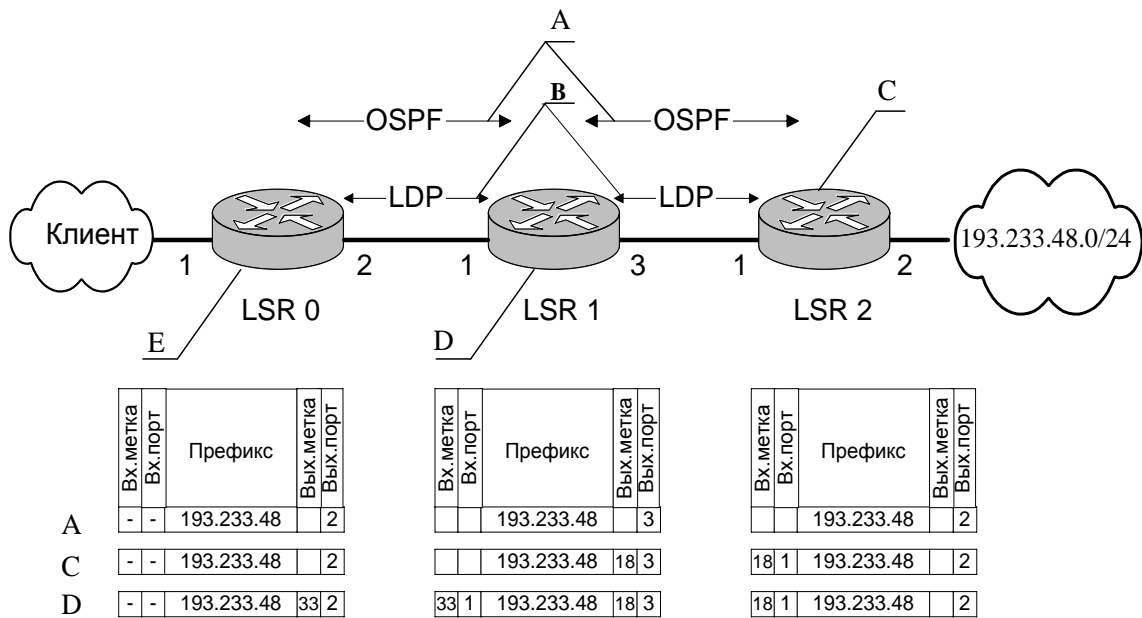 A
B
C
OSPF OSPF
LDP LDP
Клиент
193.233.48.0/24
1 2 1 3 1 2
LSR 0 LSR 1 LSR 2
E D
Вх.метка Вх.порт Префикс Вых.метка Вых.порт Вх.метка Вх.порт Префикс Вых.метка Вых.порт Вх.метка Вх.порт Префикс Вых.метка Вых.порт
A - - 193.233.48 2 193.233.48 3 193.233.48 2
C - - 193.233.48 2 193.233.48 18 3 18 1 193.233.48 2
D - - 193.233.48 33 2 33 1 193.233.48 18 3 18 1 193.233.48 2